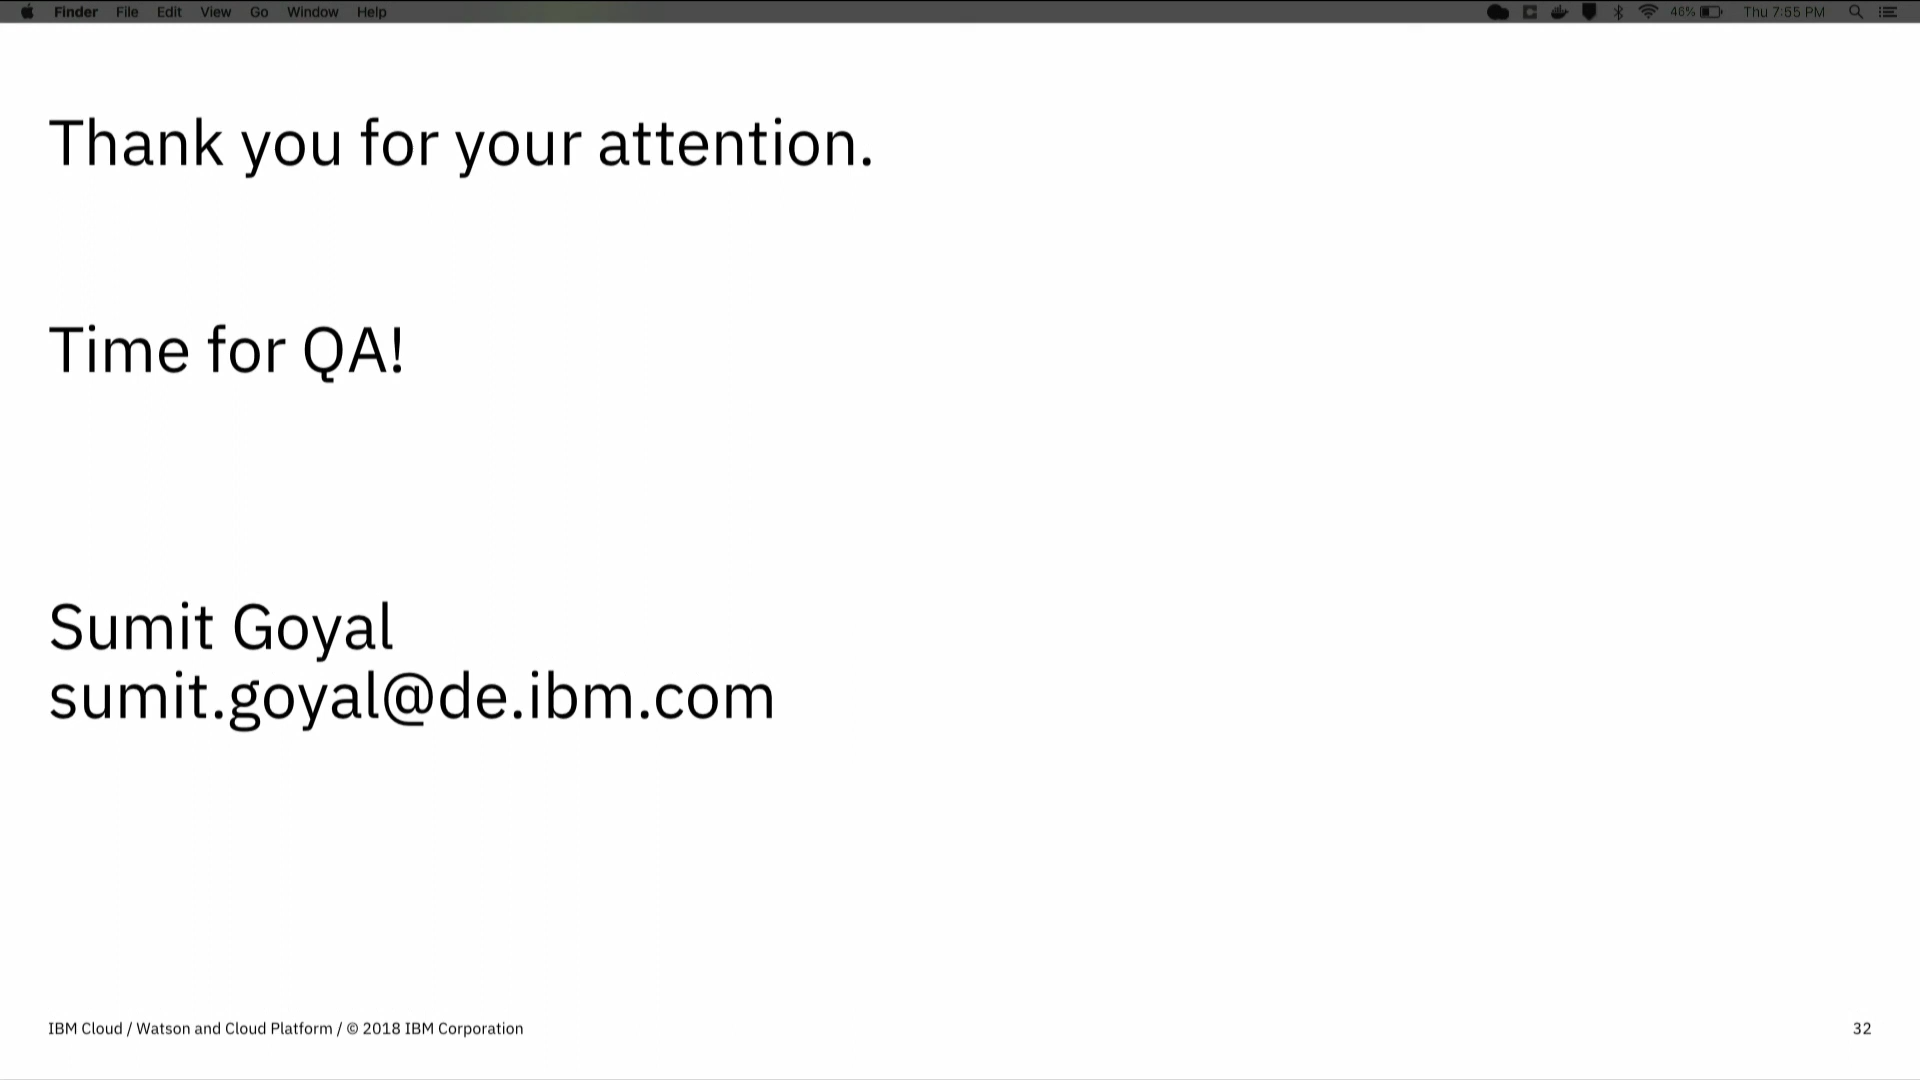 Finder File Edit View Go Window Help 46% Thu 7:55 PM
Thank you for your attention.
Time for QA!
Sumit Goyal
sumit.goyal@de.ibm.com
IBM Cloud / Watson and Cloud Platform / © 2018 IBM Corporation 32